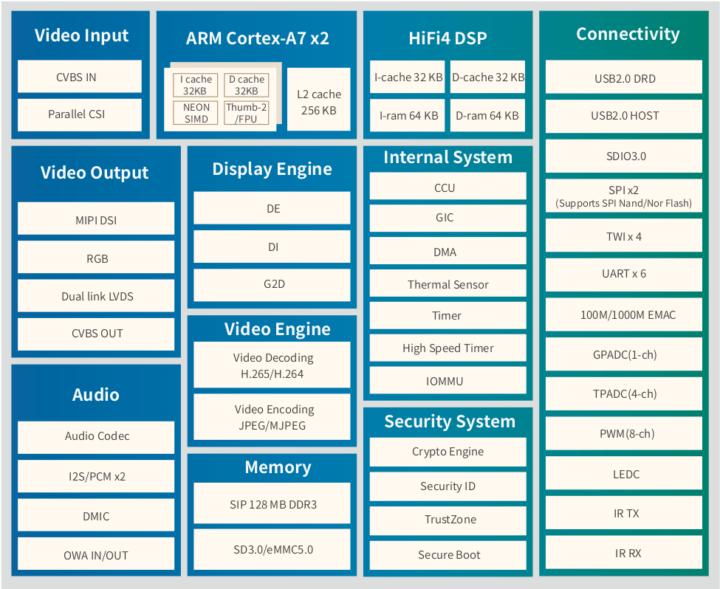 Video Input
CVBS IN
Parallel CSI
ARM Cortex-A7 x2
I cache
32KB
D cache
32KB
NEON
SIMD
Thumb-2
/FPU
L2 cache
256 KB
HiFi4 DSP
I-cache 32 KB
D-cache 32 KB
I-ram 64 KB
D-ram 64 KB
Connectivity
USB2.0 DRD
USB2.0 HOST
SDIO3.0
SPI x2
(Supports SPI Nand/Nor Flash)
TWI x 4
UART x 6
100M/1000M EMAC
GPADC(1-ch)
TPADC(4-ch)
PWM(8-ch)
LEDC
IR TX
IR RX
Video Output
MIPI DSI
RGB
Dual link LVDS
CVBS OUT
Display Engine
DE
DI
G2D
Internal System
CCU
GIC
DMA
Thermal Sensor
Timer
High Speed Timer
IOMMU
Video Engine
Video Decoding
H.265/H.264
Video Encoding
JPEG/MJPEG
Audio
Audio Codec
I2S/PCM x2
DMIC
OWA IN/OUT
Memory
SIP 128 MB DDR3
SD3.0/eMMC5.0
Security System
Crypto Engine
Security ID
TrustZone
Secure Boot